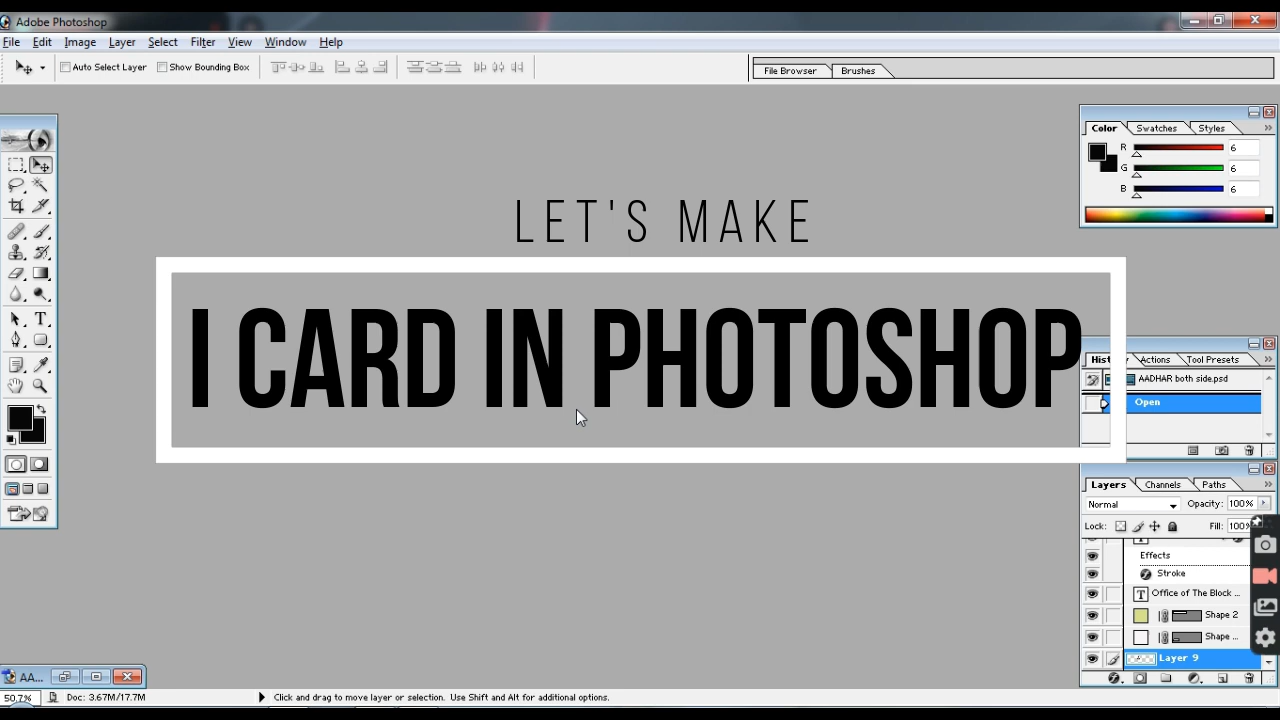 Adobe Photoshop
File Edit Image Layer Select Filter View Window Help
Auto Select Layer Show Bounding Box File Browser Brushes
Color Swatches Styles
R 6
G 6
B 6
LET'S MAKE
I CARD IN PHOTOSHOP
Actions Tool Presets
AADHAR both side.psd
Open
Layers Channels Paths
Normal Opacity: 100%
Lock: Fill: 100%
Effects
Stroke
T Office of The Block ...
Shape 2
Shape ...
Layer 9
AA...
50.7% Doc: 3.67M/17.7M Click and drag to move layer or selection. Use Shift and Alt for additional options.